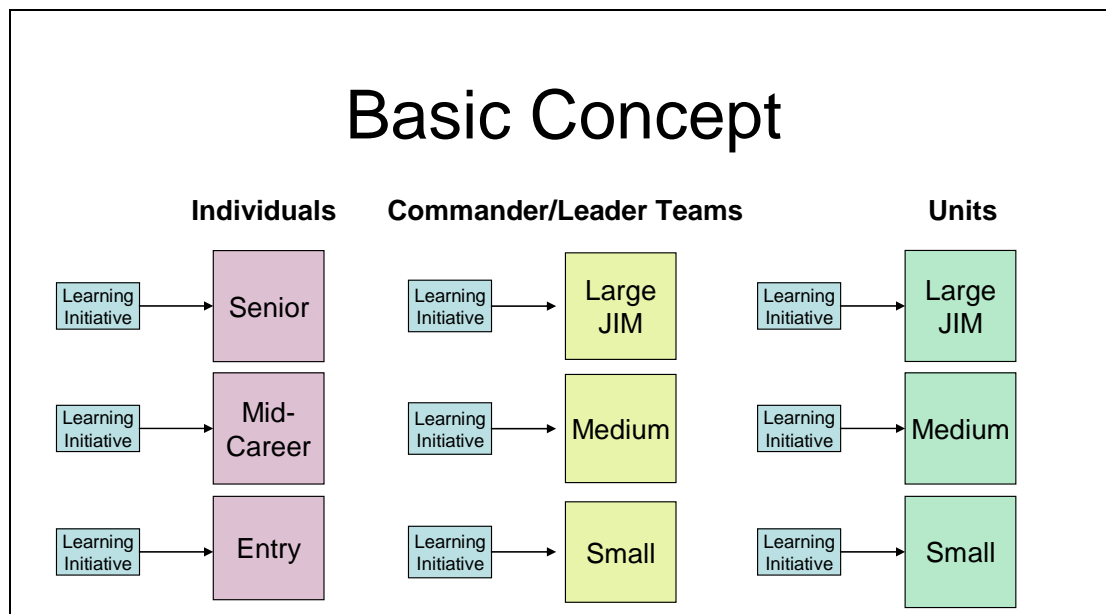 Basic Concept
Individuals
Commander/Leader Teams
Units
Learning
Initiative
Senior
Learning
Initiative
Large
JIM
Learning
Initiative
Large
JIM
Learning
Initiative
Mid-
Career
Learning
Initiative
Medium
Learning
Initiative
Medium
Learning
Initiative
Entry
Learning
Initiative
Small
Learning
Initiative
Small